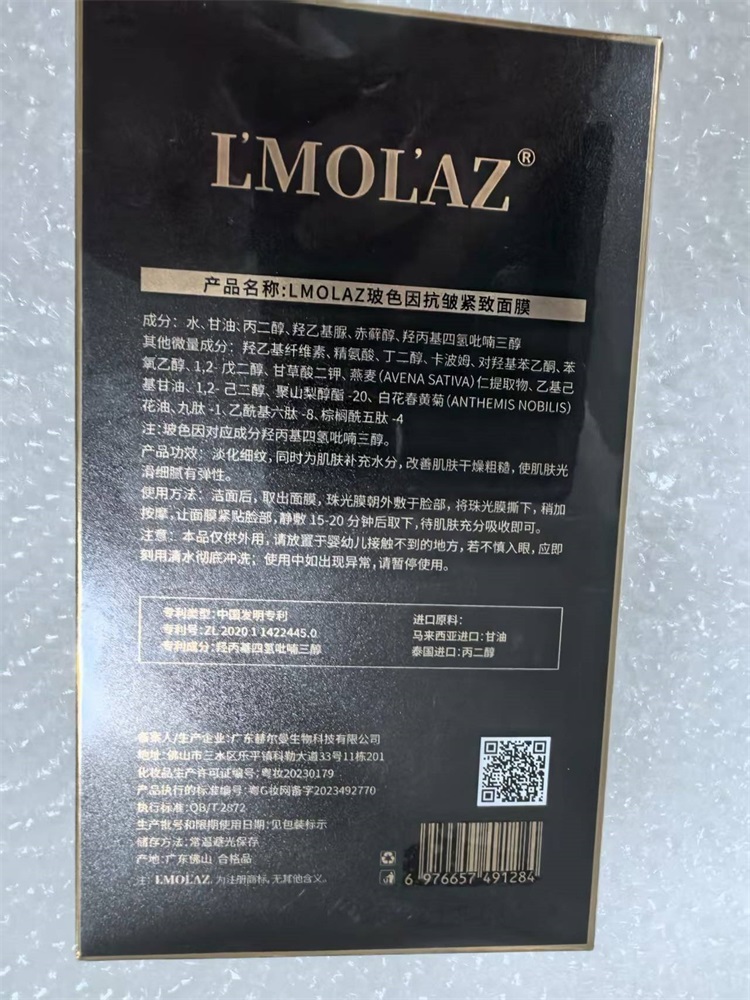 L'MOL'AZ®
产品名称:LMOLAZ玻色因抗皱紧致面膜
成分：水、甘油、丙二醇、羟乙基脲、赤藓醇、羟丙基四氢吡喃三醇
其他微量成分：羟乙基纤维素、精氨酸、丁二醇、卡波姆、对羟基苯乙酮、苯
氧乙醇、1,2- 戊二醇、甘草酸二钾、燕麦（AVENA SATIVA）仁提取物、乙基己
基甘油、1,2- 己二醇、聚山梨醇酯 -20、白花春黄菊（ANTHEMIS NOBILIS）
花油、九肽 -1、乙酰基六肽 -8、棕榈酰五肽 -4
注：玻色因对应成分羟丙基四氢吡喃三醇。
产品功效：淡化细纹，同时为肌肤补充水分，改善肌肤干燥粗糙，使肌肤光
滑细腻有弹性。
使用方法：洁面后，取出面膜，珠光膜朝外敷于脸部，将珠光膜撕下，稍加
按摩，让面膜紧贴脸部，静敷 15-20 分钟后取下，待肌肤充分吸收即可。
注意：本品仅供外用，请放置于婴幼儿接触不到的地方，若不慎入眼，应即
刻用清水彻底冲洗；使用中如出现异常，请暂停使用。
专利类型：中国发明专利
专利号：ZL 2020 1 1422445.0
专利成分：羟丙基四氢吡喃三醇
进口原料：
马来西亚进口：甘油
泰国进口：丙二醇
备案人/生产企业：广东赫尔曼生物科技有限公司
地址：佛山市三水区乐平镇科勒大道33号11栋201
化妆品生产许可证编号：粤妆20230179
产品执行的标准编号：粤G妆网备字2023492770
执行标准：QB/T 2872
生产批号和限期使用日期：见包装标示
储存方法：常温避光保存
产地：广东佛山 合格品
注：L'MOL'AZ 为注册商标，无其他含义。
6 976657 491284